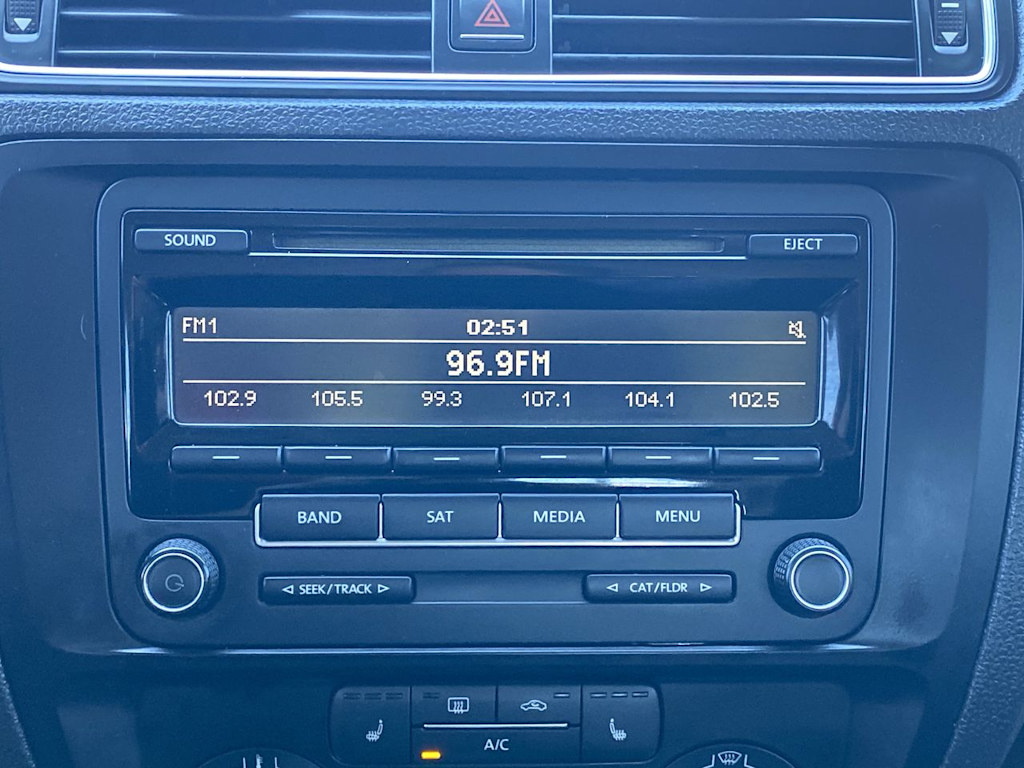 SOUND
EJECT
FM1 02:51
96.9FM
102.9 105.5 99.3 107.1 104.1 102.5
BAND SAT MEDIA MENU
SEEK/TRACK CAT/FLDR
A/C